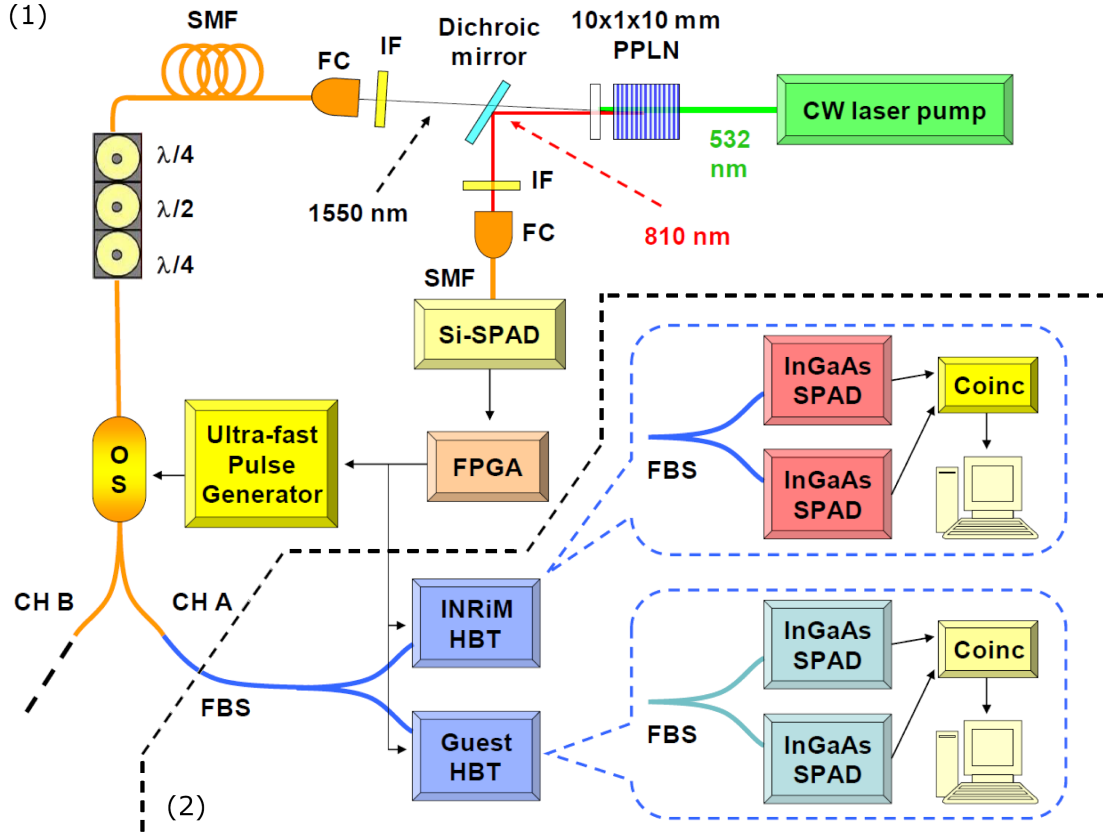 (1)
SMF
FC
IF
Dichroic
mirror
10x1x10 mm
PPLN
CW laser pump
532
nm
1550 nm
IF
FC
810 nm
λ/4
λ/2
λ/4
SMF
Si-SPAD
FPGA
Ultra-fast
Pulse
Generator
O
S
InGaAs
SPAD
Coinc
FBS
InGaAs
SPAD
CH B
CH A
FBS
INRiM
HBT
Guest
HBT
InGaAs
SPAD
Coinc
FBS
InGaAs
SPAD
(2)